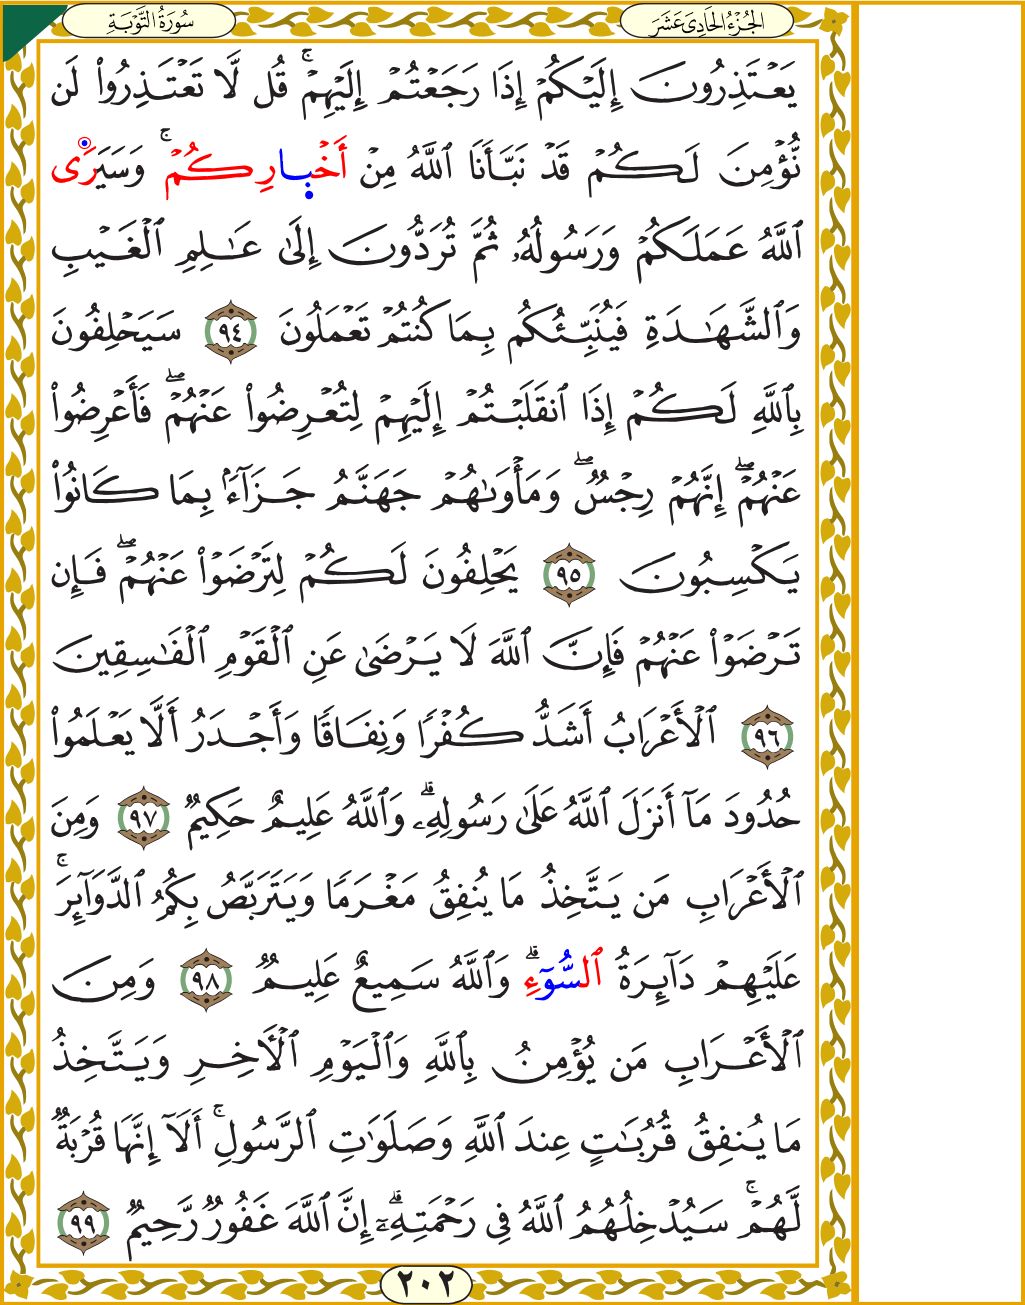 الجُزْءُ الحَادِىَ عَشَرَ
سُورَةُ التَّوْبَةِ
يَعْتَذِرُونَ إِلَيْكُمْ إِذَا رَجَعْتُمْ إِلَيْهِمْۚ قُل لَّا تَعْتَذِرُوا۟ لَن
نُّؤْمِنَ لَكُمْ قَدْ نَبَّأَنَا ٱللَّهُ مِنْ أَخْبِارِكُمْۚ وَسَيَرَى
ٱللَّهُ عَمَلَكُمْ وَرَسُولُهُۥ ثُمَّ تُرَدُّونَ إِلَىٰ عَـٰلِمِ ٱلْغَيْبِ
وَٱلشَّهَـٰدَةِ فَيُنَبِّئُكُم بِمَا كُنتُمْ تَعْمَلُونَ ٩٤ سَيَحْلِفُونَ
بِٱللَّهِ لَكُمْ إِذَا ٱنقَلَبْتُمْ إِلَيْهِمْ لِتُعْرِضُوا۟ عَنْهُمْۖ فَأَعْرِضُوا۟
عَنْهُمْۖ إِنَّهُمْ رِجْسٌۖ وَمَأْوَىٰهُمْ جَهَنَّمُ جَزَآءًۢ بِمَا كَانُوا۟
يَكْسِبُونَ ٩٥ يَحْلِفُونَ لَكُمْ لِتَرْضَوْا۟ عَنْهُمْۖ فَإِن
تَرْضَوْا۟ عَنْهُمْ فَإِنَّ ٱللَّهَ لَا يَرْضَىٰ عَنِ ٱلْقَوْمِ ٱلْفَـٰسِقِينَ
٩٦ ٱلْأَعْرَابُ أَشَدُّ كُفْرًا وَنِفَاقًا وَأَجْدَرُ أَلَّا يَعْلَمُوا۟
حُدُودَ مَآ أَنزَلَ ٱللَّهُ عَلَىٰ رَسُولِهِۦۗ وَٱللَّهُ عَلِيمٌ حَكِيمٌ ٩٧ وَمِنَ
ٱلْأَعْرَابِ مَن يَتَّخِذُ مَا يُنفِقُ مَغْرَمًا وَيَتَرَبَّصُ بِكُمُ ٱلدَّوَآئِرَۚ
عَلَيْهِمْ دَآئِرَةُ ٱلسُّوٓءِۗ وَٱللَّهُ سَمِيعٌ عَلِيمٌ ٩٨ وَمِنَ
ٱلْأَعْرَابِ مَن يُؤْمِنُ بِٱللَّهِ وَٱلْيَوْمِ ٱلْـَٔاخِرِ وَيَتَّخِذُ
مَا يُنفِقُ قُرُبَـٰتٍ عِندَ ٱللَّهِ وَصَلَوَٰتِ ٱلرَّسُولِۚ أَلَآ إِنَّهَا قُرْبَةٌ
لَّهُمْۚ سَيُدْخِلُهُمُ ٱللَّهُ فِى رَحْمَتِهِۦٓۗ إِنَّ ٱللَّهَ غَفُورٌ رَّحِيمٌ ٩٩
٢٠٢